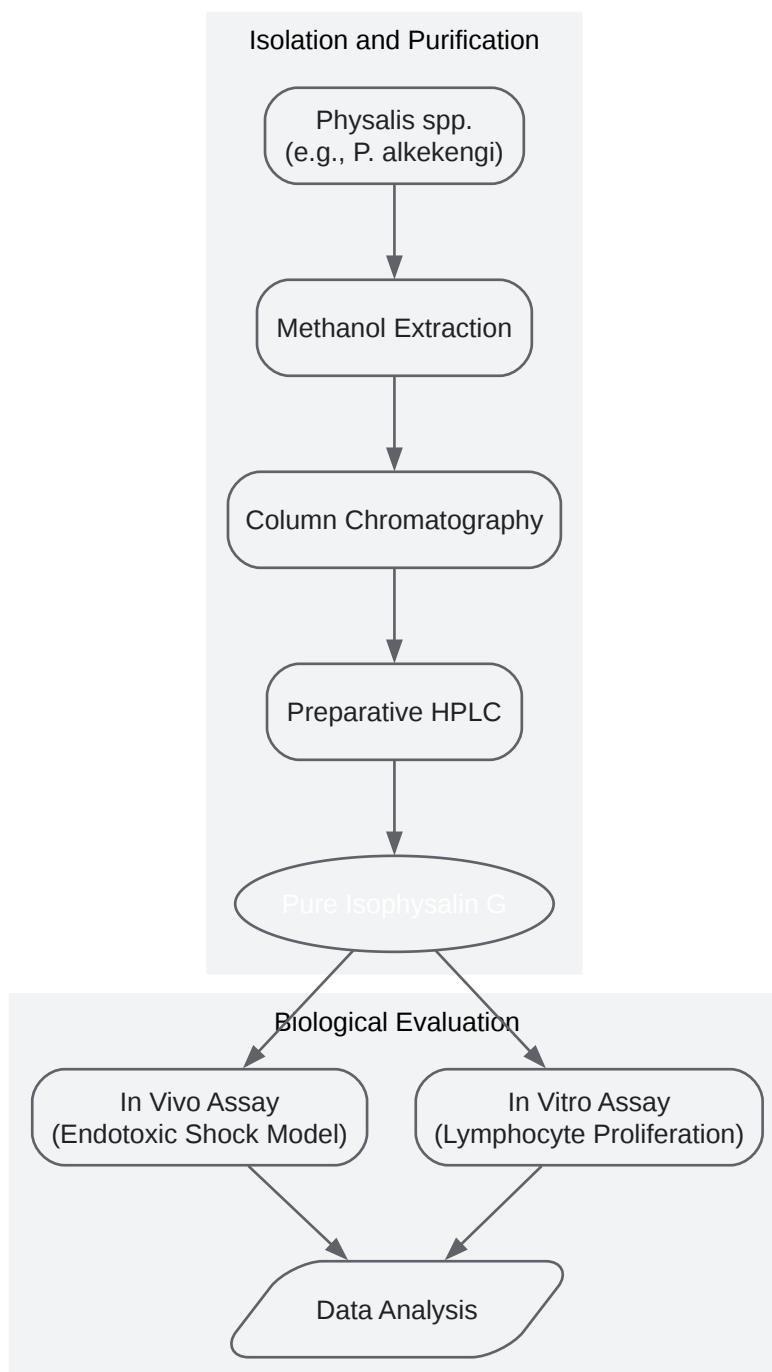 Isolation and Purification
Physalis spp.
(e.g., P. alkekengi)
Methanol Extraction
Column Chromatography
Preparative HPLC
Pure Isophysalin G
Biological Evaluation
In Vivo Assay
(Endotoxic Shock Model)
In Vitro Assay
(Lymphocyte Proliferation)
Data Analysis